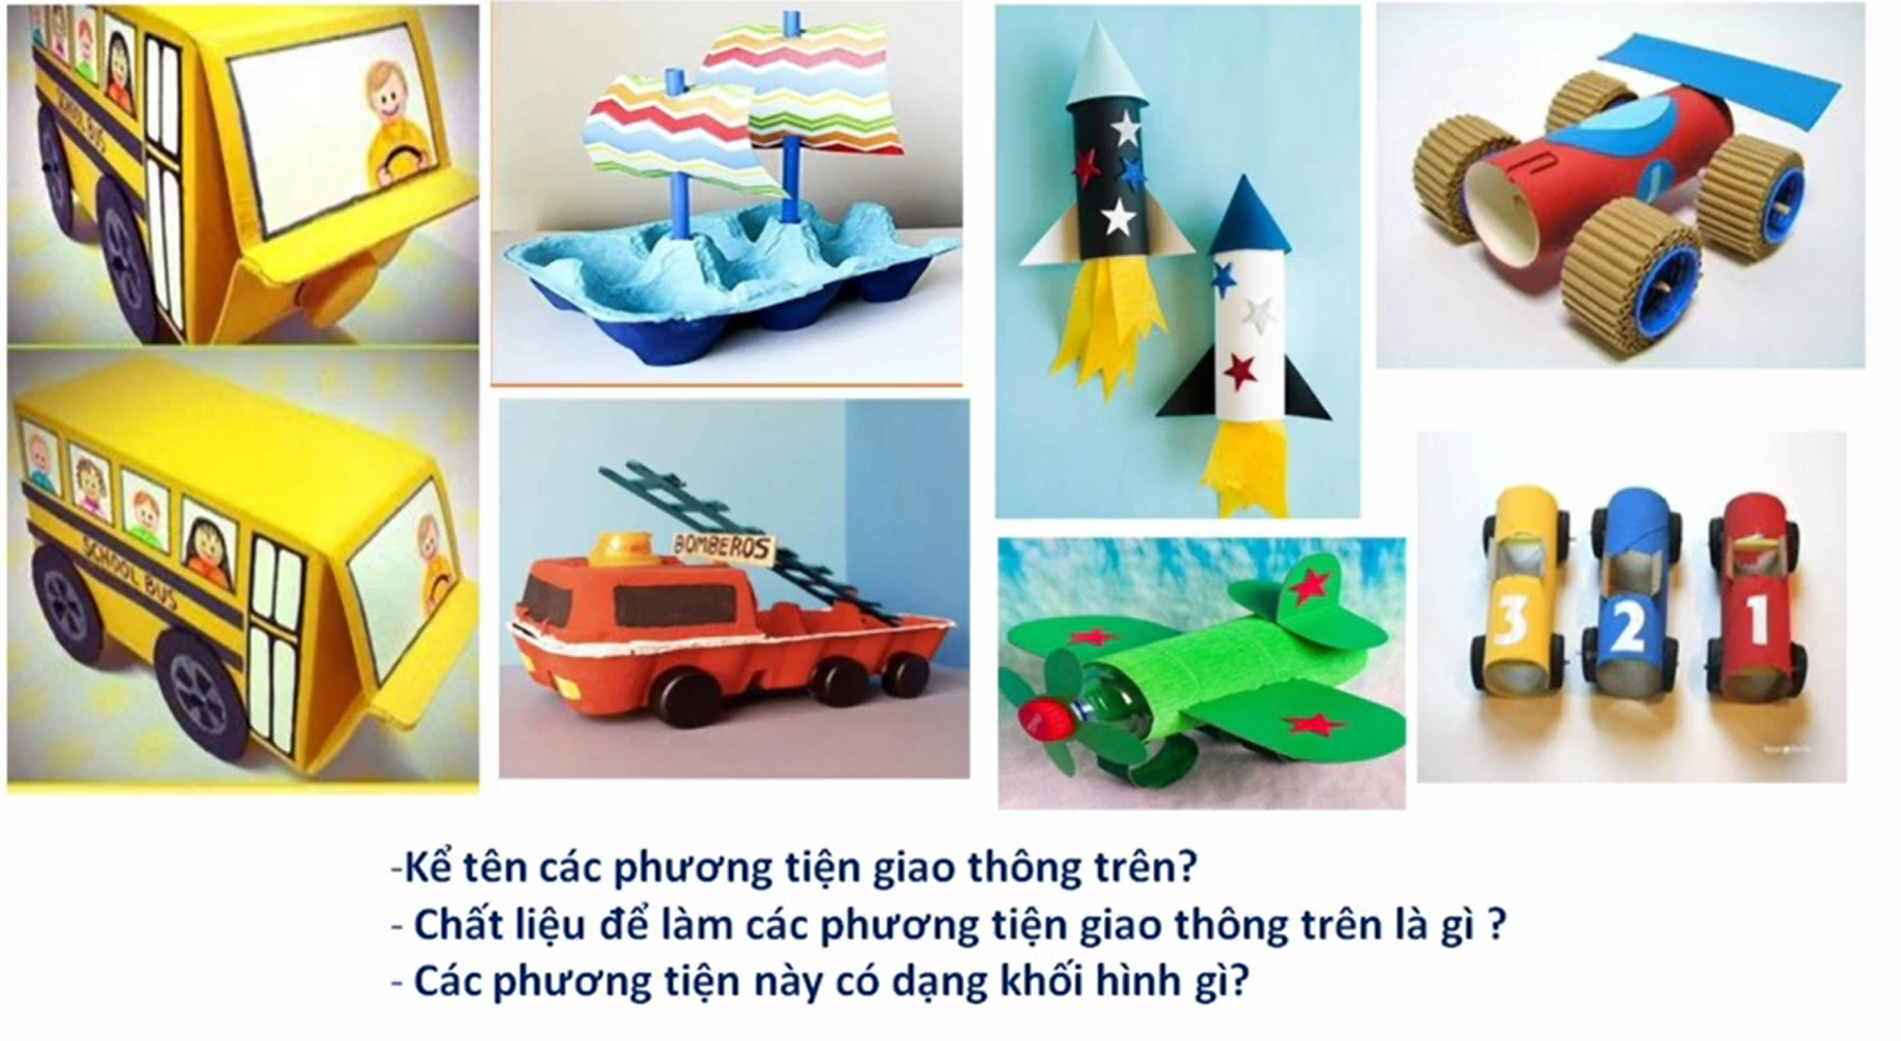 SCHOOL BUS
SCHOOL BUS
BOMBEROS
3
2
1
-Kể tên các phương tiện giao thông trên?
- Chất liệu để làm các phương tiện giao thông trên là gì ?
- Các phương tiện này có dạng khối hình gì?